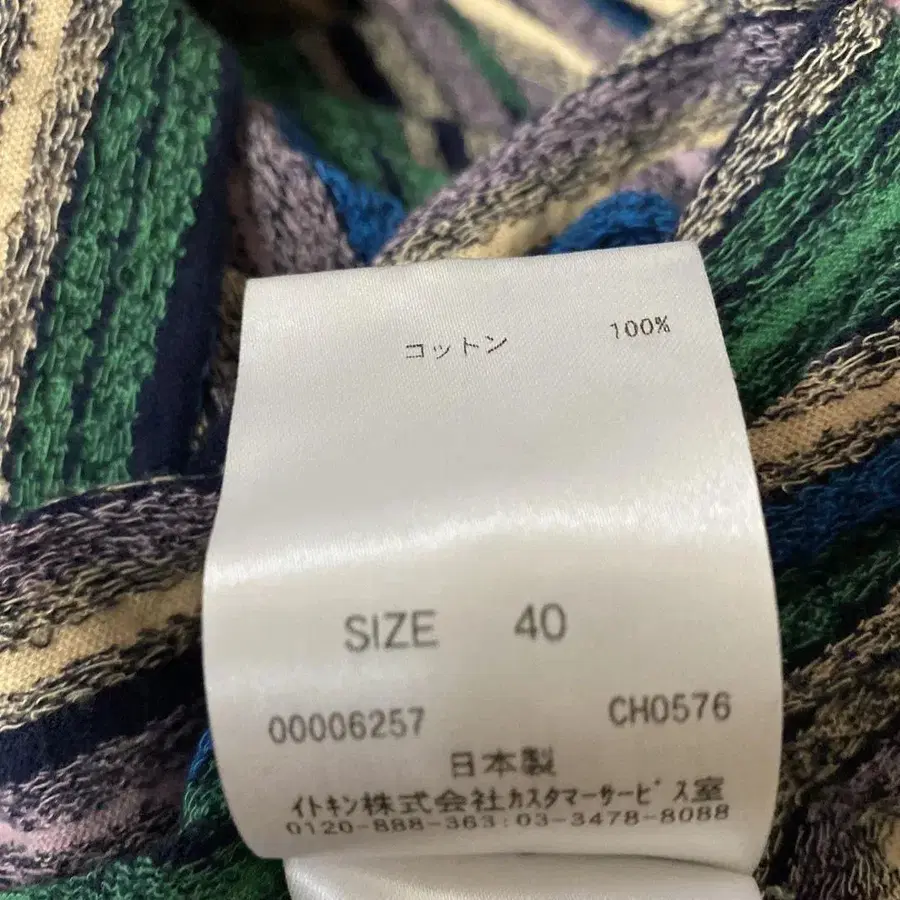 コットン 100%
SIZE 40
00006257 CH0576
日本製
イトキン株式会社カスタマーサービス室
0120-888-363:03-3478-8088